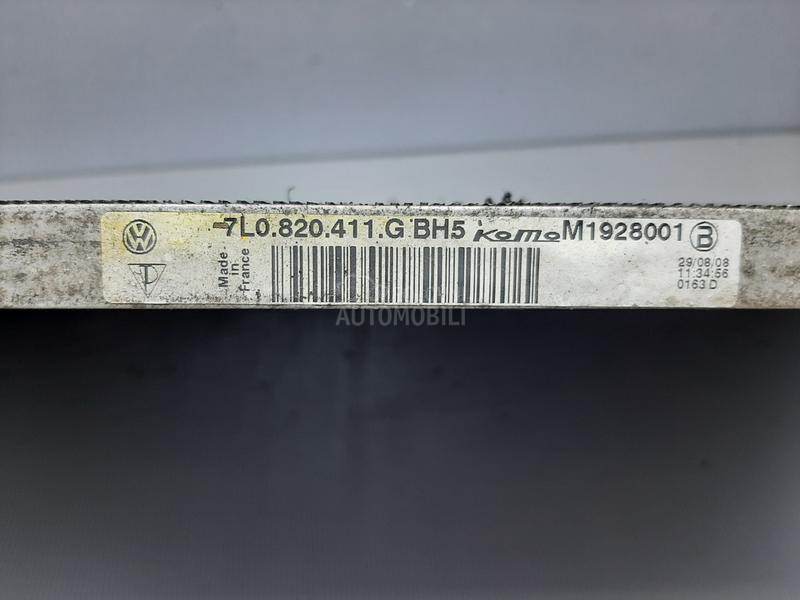 7L0.820.411.G BH5 KoMo M1928001 B
Made
in
France
29/08/08
11:34:56
0163 D
AUTOMOBILI